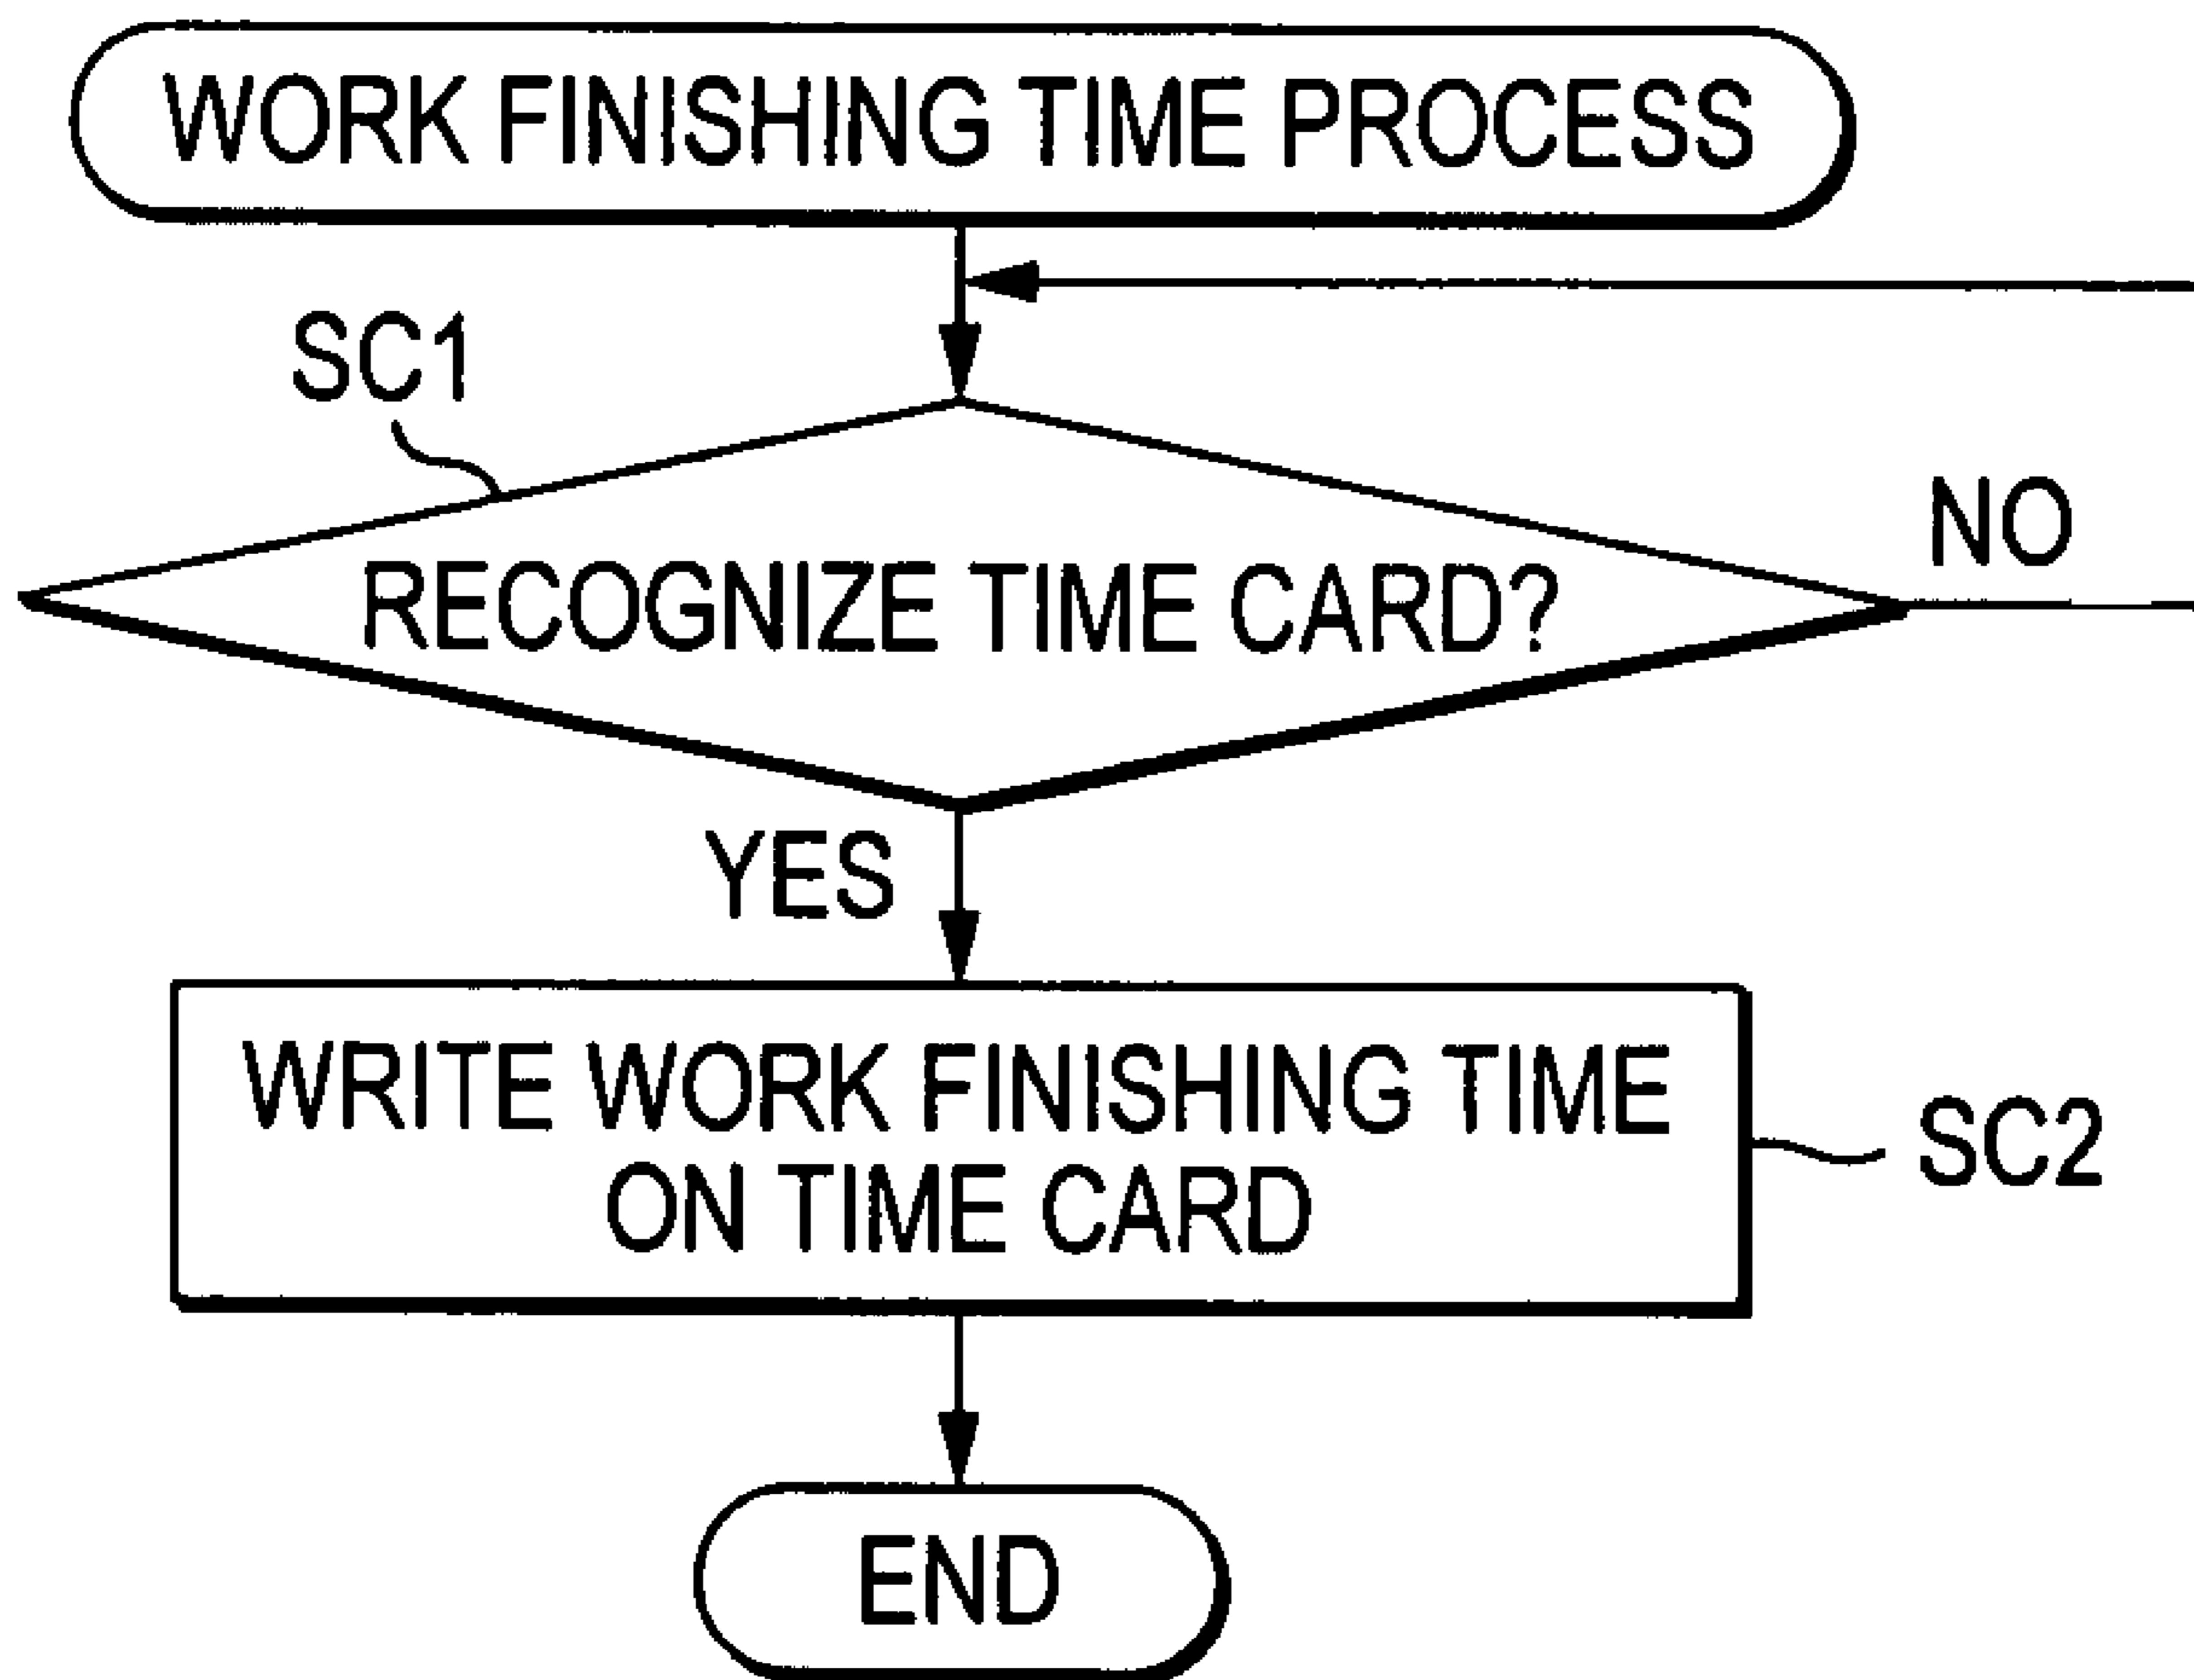 WORK FINISHING TIME PROCESS
SC1
RECOGNIZE TIME CARD?
NO
YES
WRITE WORK FINISHING TIME
ON TIME CARD
SC2
END